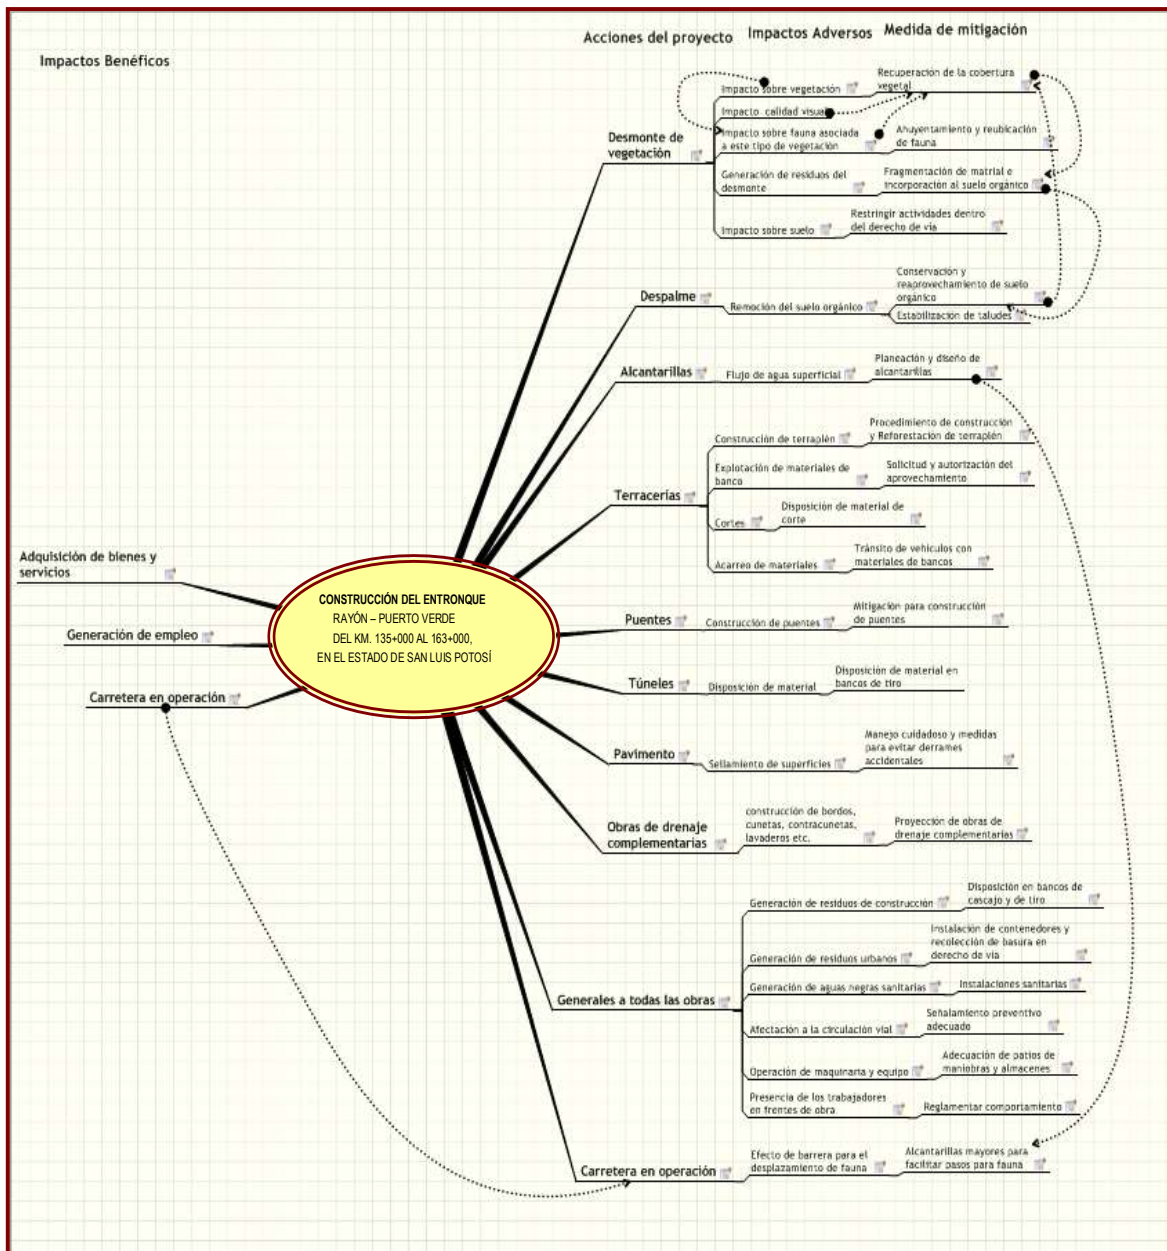 Acciones del proyecto
Impactos Adversos
Medida de mitigación
Impactos Benéficos
Desmonte de
vegetación
Impacto sobre vegetación
Recuperación de la cobertura
vegetal
Impacto calidad visual
Impacto sobre fauna asociada
a este tipo de vegetación
Ahuyentamiento y reubicación
de fauna
Generación de residuos del
desmonte
Fragmentación de matrial e
incorporación al suelo orgánico
Impacto sobre suelo
Restringir actividades dentro
del derecho de vía
Despalme
Remoción del suelo orgánico
Conservación y
reaprovechamiento de suelo
orgánico
Estabilización de taludes
Alcantarillas
Flujo de agua superficial
Planeación y diseño de
alcantarillas
Terracerías
Construcción de terraplén
Procedimiento de construcción
y Reforestación de terraplén
Explotación de materiales de
banco
Solicitud y autorización del
aprovechamiento
Cortes
Disposición de material de
corte
Acarreo de materiales
Tránsito de vehículos con
materiales de bancos
Adquisición de bienes y
servicios
Generación de empleo
Carretera en operación
CONSTRUCCIÓN DEL ENTRONQUE
RAYÓN – PUERTO VERDE
DEL KM. 135+000 AL 163+000,
EN EL ESTADO DE SAN LUIS POTOSÍ
Puentes
Construcción de puentes
Mitigación para construcción
de puentes
Túneles
Disposición de material
Disposición de material en
bancos de tiro
Pavimento
Sellamiento de superficies
Manejo cuidadoso y medidas
para evitar derrames
accidentales
Obras de drenaje
complementarias
construcción de bordos,
cunetas, contracunetas,
lavaderos etc.
Proyección de obras de
drenaje complementarias
Generales a todas las obras
Generación de residuos de construcción
Disposición en bancos de
cascajo y de tiro
Generación de residuos urbanos
Instalación de contenedores y
recolección de basura en
derecho de vía
Generación de aguas negras sanitarias
Instalaciones sanitarias
Afectación a la circulación vial
Señalamiento preventivo
adecuado
Operación de maquinaria y equipo
Adecuación de patios de
maniobras y almacenes
Presencia de los trabajadores
en frentes de obra
Reglamentar comportamiento
Carretera en operación
Efecto de barrera para el
desplazamiento de fauna
Alcantarillas mayores para
facilitar pasos para fauna